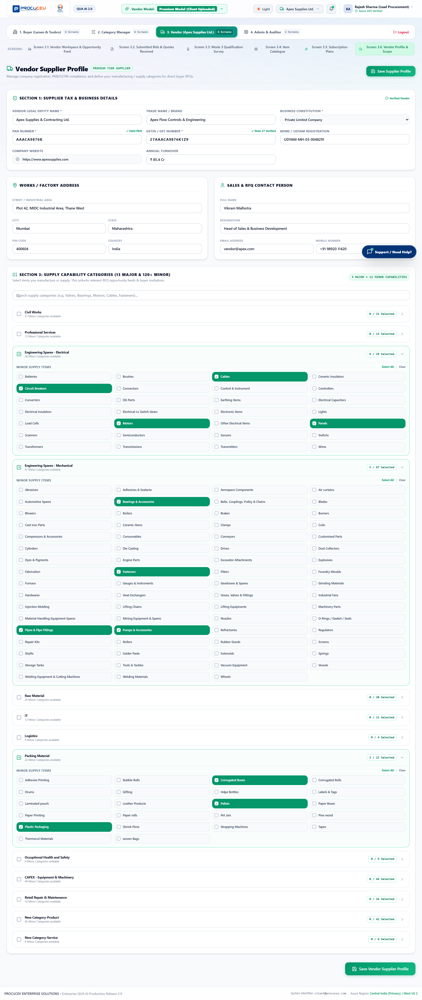 PROCUCEV
QUA
QUA AI 2.0
Vendor Model: Premium Model (Client Uploaded)
Light
Apex Supplies Ltd.
RA
Rajesh Sharma (Lead Procurement)
Azure SSO Verified
1. Buyer (Larsen & Toubro) 6 Screens
2. Category Manager 6 Screens
3. Vendor (Apex Supplies Ltd.) 6 Screens
4. Admin & Auditor 2 Screens
Logout
SCREENS:
Screen 3.1: Vendor Workspace & Opportunity
Feed
Screen 3.2: Submitted Bids & Quotes
Received
Screen 3.3: Mode 3 Qualification
Survey
Screen 3.4: Item
Catalogue
Screen 3.5: Subscription
Plans
Screen 3.6: Vendor Profile &
Scope
Vendor Supplier Profile PREMIUM TIER SUPPLIER
Manage company registration, PAN/GSTIN compliance, and define your manufacturing / supply categories for direct buyer RFQs.
Save Supplier Profile
SECTION 1: SUPPLIER TAX & BUSINESS DETAILS
Verified Vendor
VENDOR LEGAL ENTITY NAME *
Apex Supplies & Contracting Ltd.
TRADE NAME / BRAND
Apex Flow Controls & Engineering
BUSINESS CONSTITUTION *
Private Limited Company
PAN NUMBER * ✓ Valid PAN
AAACA9876K
GSTIN / GST NUMBER * ✓ State 27 Verified
27AAACA9876K1Z9
MSME / UDYAM REGISTRATION
UDYAM-MH-03-0048291
COMPANY WEBSITE
https://www.apexsupplies.com
ANNUAL TURNOVER
₹ 85.4 Cr
WORKS / FACTORY ADDRESS
STREET / INDUSTRIAL AREA
Plot 42, MIDC Industrial Area, Thane West
CITY
Mumbai
STATE
Maharashtra
PIN CODE
400604
COUNTRY
India
SALES & RFQ CONTACT PERSON
FULL NAME
Vikram Malhotra
DESIGNATION
Head of Sales & Business Development
EMAIL ADDRESS
vendor@apex.com
MOBILE NUMBER
+91 98920 11420
Support / Need Help?
SECTION 3: SUPPLY CAPABILITY CATEGORIES (13 MAJOR & 120+ MINOR)
Select items you manufacture or supply. This unlocks relevant RFQ opportunity feeds & buyer invitations.
3 MAJOR • 12 MINOR CAPABILITIES
Search supply categories (e.g. Valves, Bearings, Motors, Cables, Fasteners)...
Civil Works
21 Minor Categories available
0 / 21 Selected
Professional Services
13 Minor Categories available
0 / 13 Selected
Engineering Spares - Electrical
28 Minor Categories available
4 / 28 Selected
MINOR SUPPLY ITEMS
Select All | Clear
Batteries
Brushes
Cables
Ceramic Insulators
Circuit Breakers
Connectors
Control & Instrument
Controllers
Converters
DG Parts
Earthing Items
Electrical Capacitors
Electrical Insulators
Electrical-Lv Switch Gears
Electronic Items
Lights
Load Cells
Motors
Other Electrical Items
Panels
Scanners
Semiconductors
Sensors
Switchs
Transformers
Transmissions
Transmitters
Wires
Engineering Spares - Mechanical
67 Minor Categories available
5 / 67 Selected
MINOR SUPPLY ITEMS
Select All | Clear
Abrasives
Adhesives & Sealants
Aerospace Components
Air curtains
Automotive Spares
Bearings & Accessories
Belts, Couplings, Pulley & Chains
Blades
Blowers
Boilers
Brakes
Burners
Cast Iron Parts
Ceramic Items
Clamps
Coils
Compressors & Accessories
Consumables
Conveyors
Customised Parts
Cylinders
Die Casting
Drives
Dust Collectors
Dyes & Pigments
Engine Parts
Excavator Attachments
Explosives
Fabrication
Fasteners
Filters
Foundry Moulds
Furnace
Gauges & Instruments
Gearboxes & Spares
Grinding Materials
Hardwares
Heat Exchangers
Hoses, Valves & Fittings
Industrial Fans
Injection Molding
Lifting Chains
Lifting Equipments
Machinery Parts
Material Handling Equipment Spares
Mining Equipment & Spares
Nozzles
O-Rings / Gasket / Seals
Pipes & Pipe Fittings
Pumps & Accessories
Refractories
Regulators
Repair Kits
Rollers
Rubber Goods
Screens
Shafts
Solder Paste
Solenoids
Springs
Storage Tanks
Tools & Tackles
Vacuum Equipment
Vessels
Welding Equipment & Cutting Machines
Welding Materials
Wheels
Raw Material
20 Minor Categories available
0 / 20 Selected
IT
12 Minor Categories available
0 / 12 Selected
Logistics
4 Minor Categories available
0 / 4 Selected
Packing Material
22 Minor Categories available
3 / 22 Selected
MINOR SUPPLY ITEMS
Select All | Clear
Adhevise Printing
Bubble Rolls
Corrugated Boxes
Corrugated Rolls
Drums
Gifting
Hdpe Bottles
Labels & Tags
Laminated pouch
Leather Products
Pallets
Paper Boxes
Paper Printing
Paper rolls
Pet Jars
Pine wood
Plastic Packaging
Shrink Flims
Strapping Machines
Tapes
Thermocol Materials
woven Bags
Occuptional Health and Safety
9 Minor Categories available
0 / 9 Selected
CAPEX - Equipment & Machinery
44 Minor Categories available
0 / 44 Selected
Retail Repair & Maintenance
16 Minor Categories available
0 / 16 Selected
New Category-Product
42 Minor Categories available
0 / 42 Selected
New Category-Service
8 Minor Categories available
0 / 8 Selected
Save Vendor Supplier Profile
PROCUCEV ENTERPRISE SOLUTIONS • Enterprise QUA AI Production Release 2.0
System Identifier: client@procucev.com
Azure Region: Central India (Primary) / West US 2